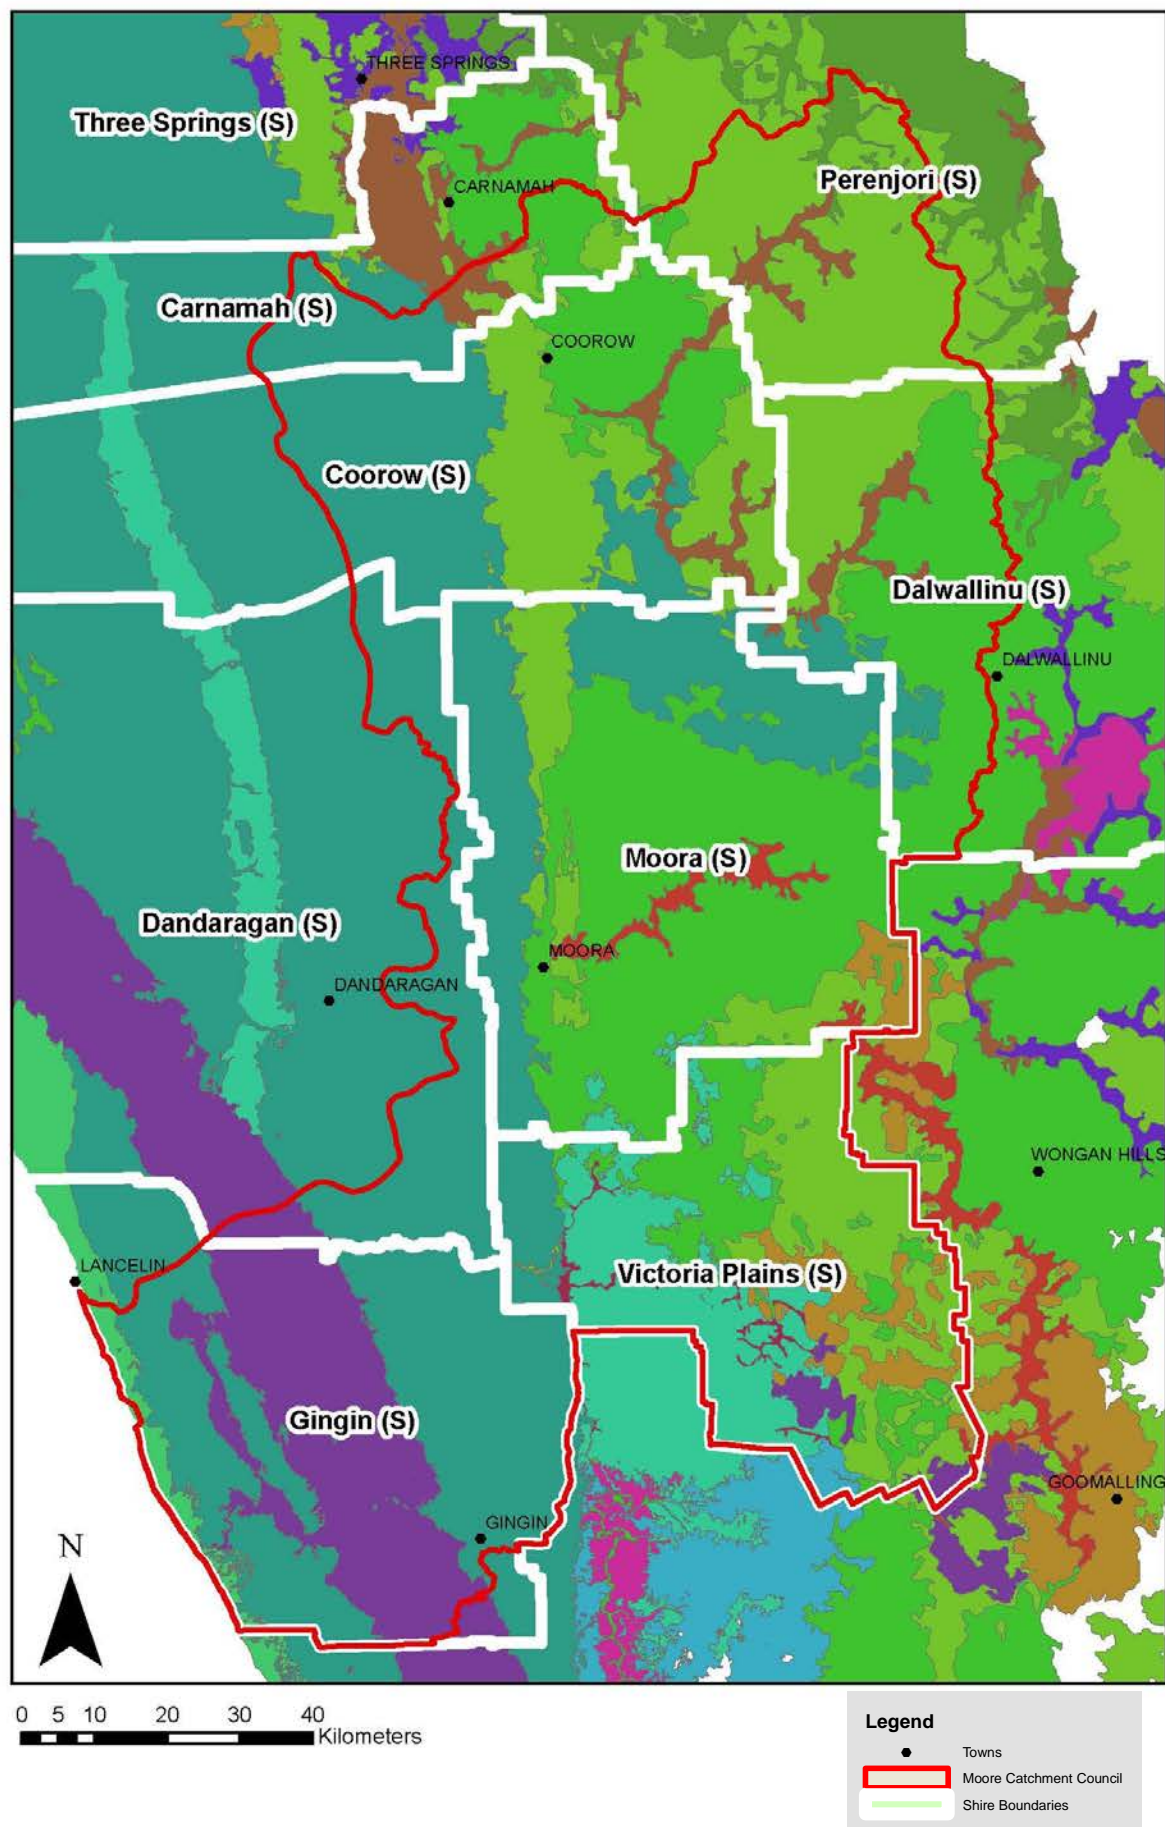 THREE SPRINGS
Three Springs (S)
Perenjori (S)
CARNAMAH
Carnamah (S)
COOROW
Coorow (S)
Dalwallinu (S)
DALWALLINU
Moora (S)
Dandaragan (S)
MOORA
DANDARAGAN
WONGAN HILLS
LANCELIN
Victoria Plains (S)
Gingin (S)
GOOMALLING
GINGIN
N
0 5 10 20 30 40
Kilometers
Legend
Towns
Moore Catchment Council
Shire Boundaries